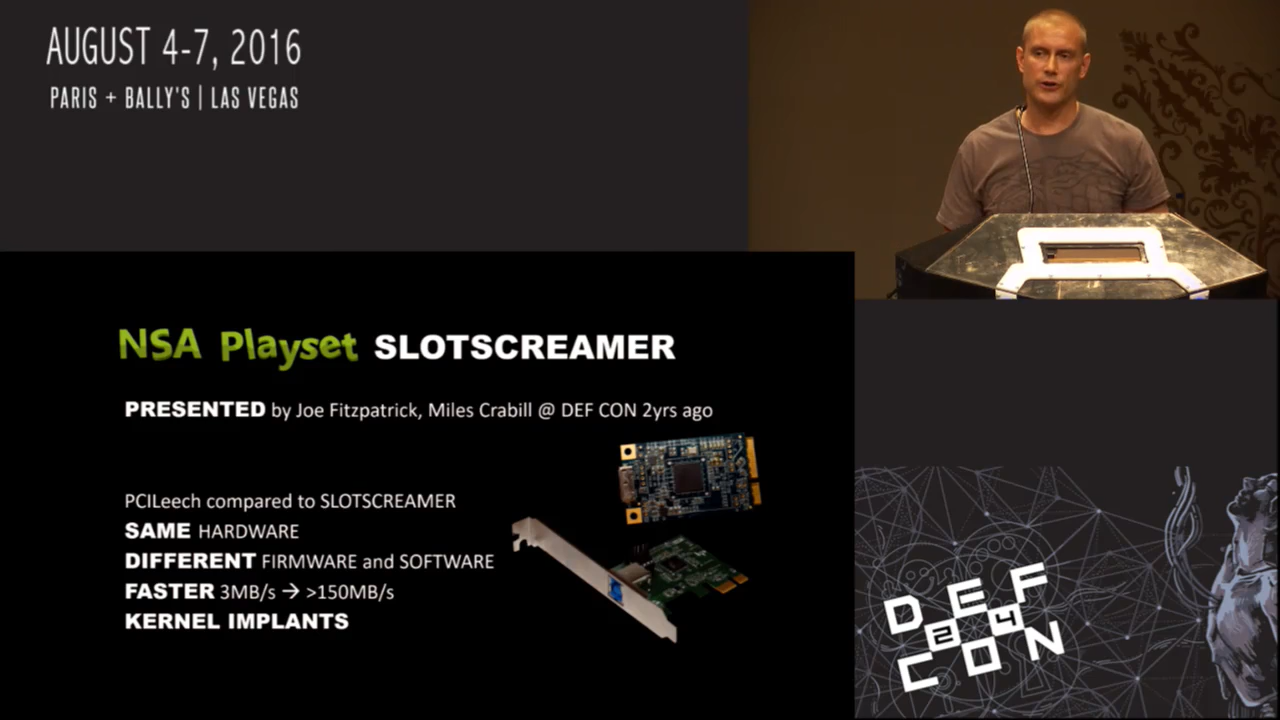 AUGUST 4-7, 2016
PARIS + BALLY'S | LAS VEGAS
NSA Playset SLOTSCREAMER
PRESENTED by Joe Fitzpatrick, Miles Crabill @ DEF CON 2yrs ago
PCILeech compared to SLOTSCREAMER
SAME HARDWARE
DIFFERENT FIRMWARE and SOFTWARE
FASTER 3MB/s → >150MB/s
KERNEL IMPLANTS
DEF
24
CON